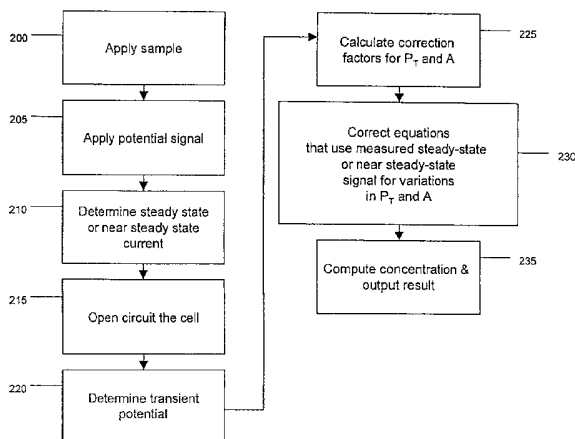 200
Apply sample
205
Apply potential signal
210
Determine steady state
or near steady state
current
215
Open circuit the cell
220
Determine transient
potential
225
Calculate correction
factors for P_T and A
230
Correct equations
that use measured steady-state
or near steady-state
signal for variations
in P_T and A
235
Compute concentration &
output result